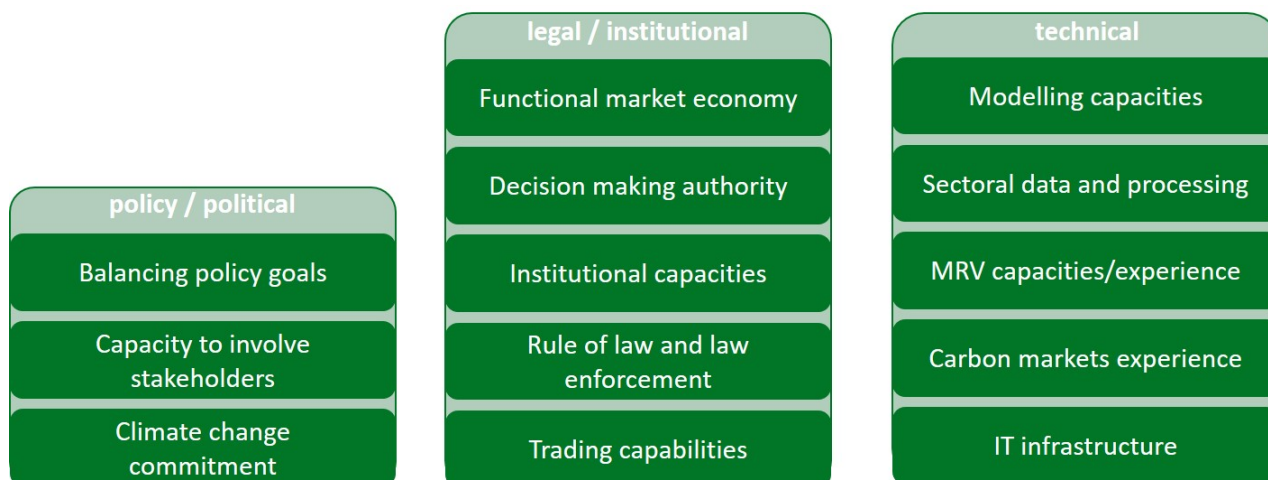 policy / political
Balancing policy goals
Capacity to involve
stakeholders
Climate change
commitment
legal / institutional
Functional market economy
Decision making authority
Institutional capacities
Rule of law and law
enforcement
Trading capabilities
technical
Modelling capacities
Sectoral data and processing
MRV capacities/experience
Carbon markets experience
IT infrastructure